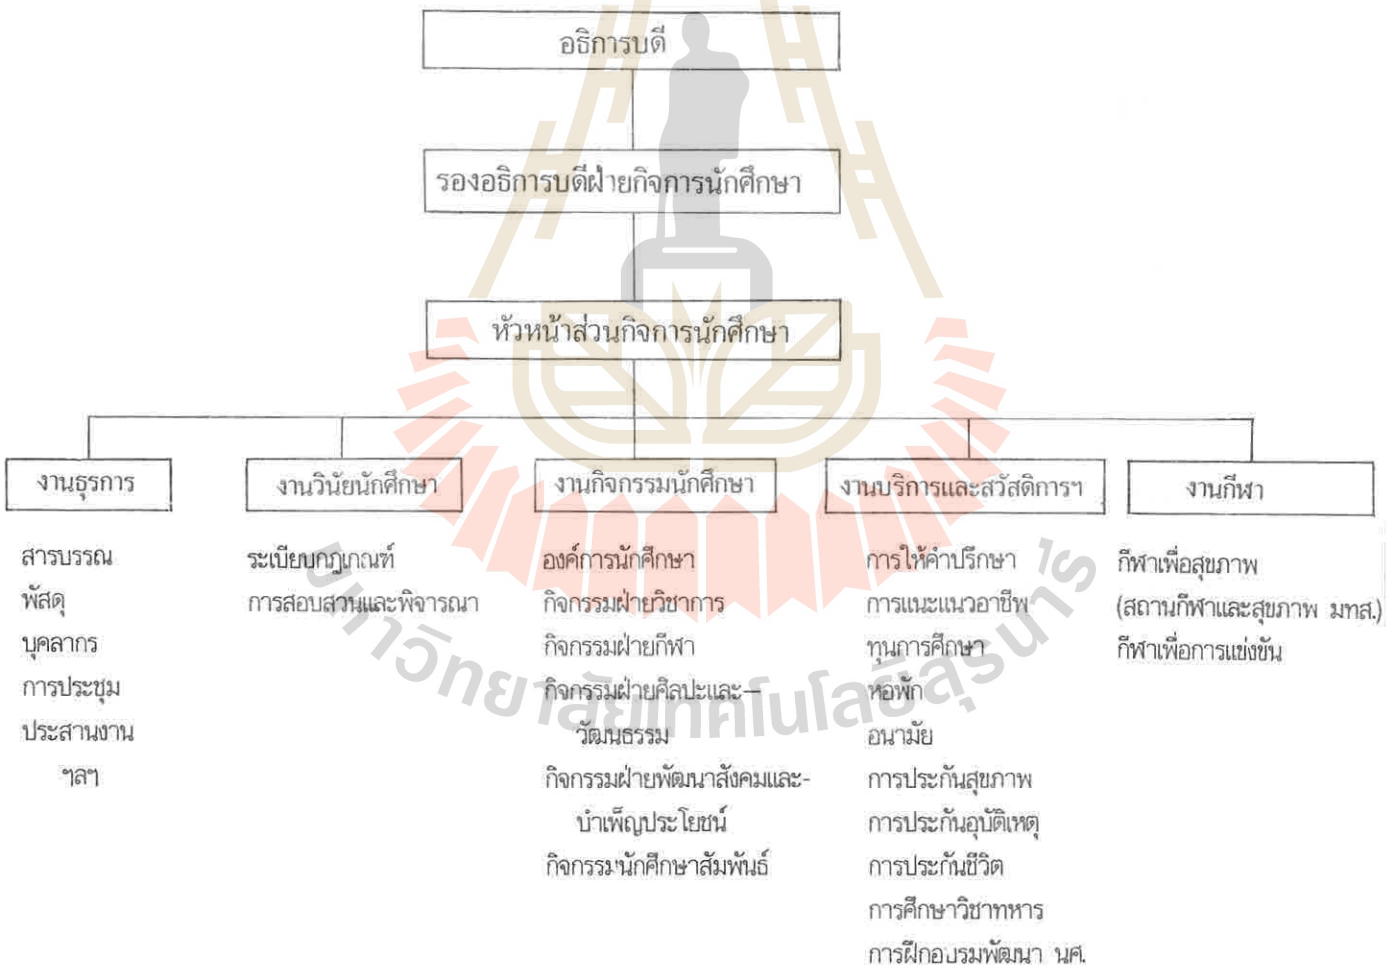 อธิการบดี
รองอธิการบดีฝ่ายกิจการนักศึกษา
หัวหน้าส่วนกิจการนักศึกษา
งานธุรการ
สารบรรณ
พัสดุ
บุคลากร
การประชุม
ประสานงาน
ฯลฯ
งานวินัยนักศึกษา
ระเบียบกฎเกณฑ์
การสอบสวนและพิจารณา
งานกิจกรรมนักศึกษา
องค์การนักศึกษา
กิจกรรมฝ่ายวิชาการ
กิจกรรมฝ่ายกีฬา
กิจกรรมฝ่ายศิลปะและ–
วัฒนธรรม
กิจกรรมฝ่ายพัฒนาสังคมและ-
บำเพ็ญประโยชน์
กิจกรรมนักศึกษาสัมพันธ์
งานบริการและสวัสดิการฯ
การให้คำปรึกษา
การแนะแนวอาชีพ
ทุนการศึกษา
หอพัก
อนามัย
การประกันสุขภาพ
การประกันอุบัติเหตุ
การประกันชีวิต
การศึกษาวิชาทหาร
การฝึกอบรมพัฒนา นศ.
งานกีฬา
กีฬาเพื่อสุขภาพ
(สถานกีฬาและสุขภาพ มทส.)
กีฬาเพื่อการแข่งขัน
มหาวิทยาลัยเทคโนโลยีสุรนารี